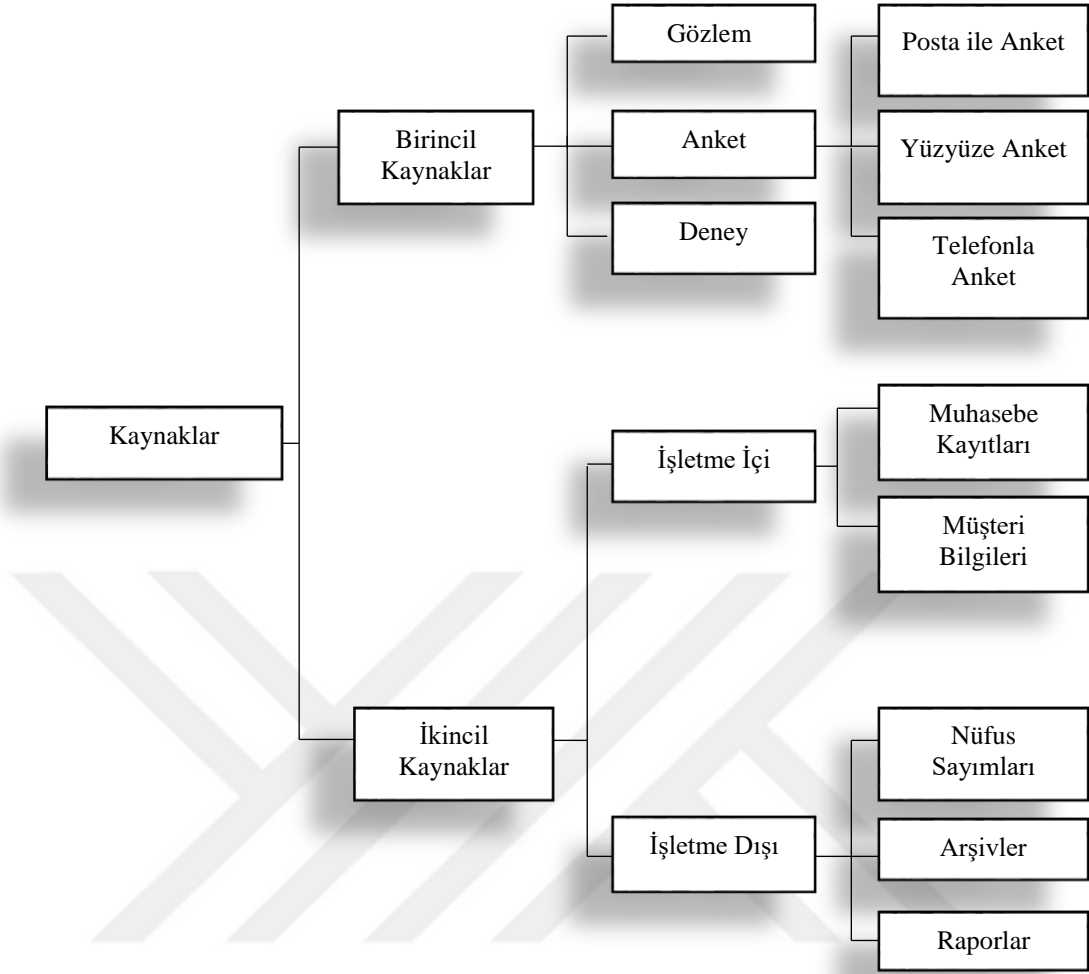 Gözlem
Posta ile Anket
Birincil
Kaynaklar
Anket
Yüzyüze Anket
Deney
Telefonla
Anket
Kaynaklar
İşletme İçi
Muhasebe
Kayıtları
Müşteri
Bilgileri
İkincil
Kaynaklar
Nüfus
Sayımları
İşletme Dışı
Arşivler
Raporlar